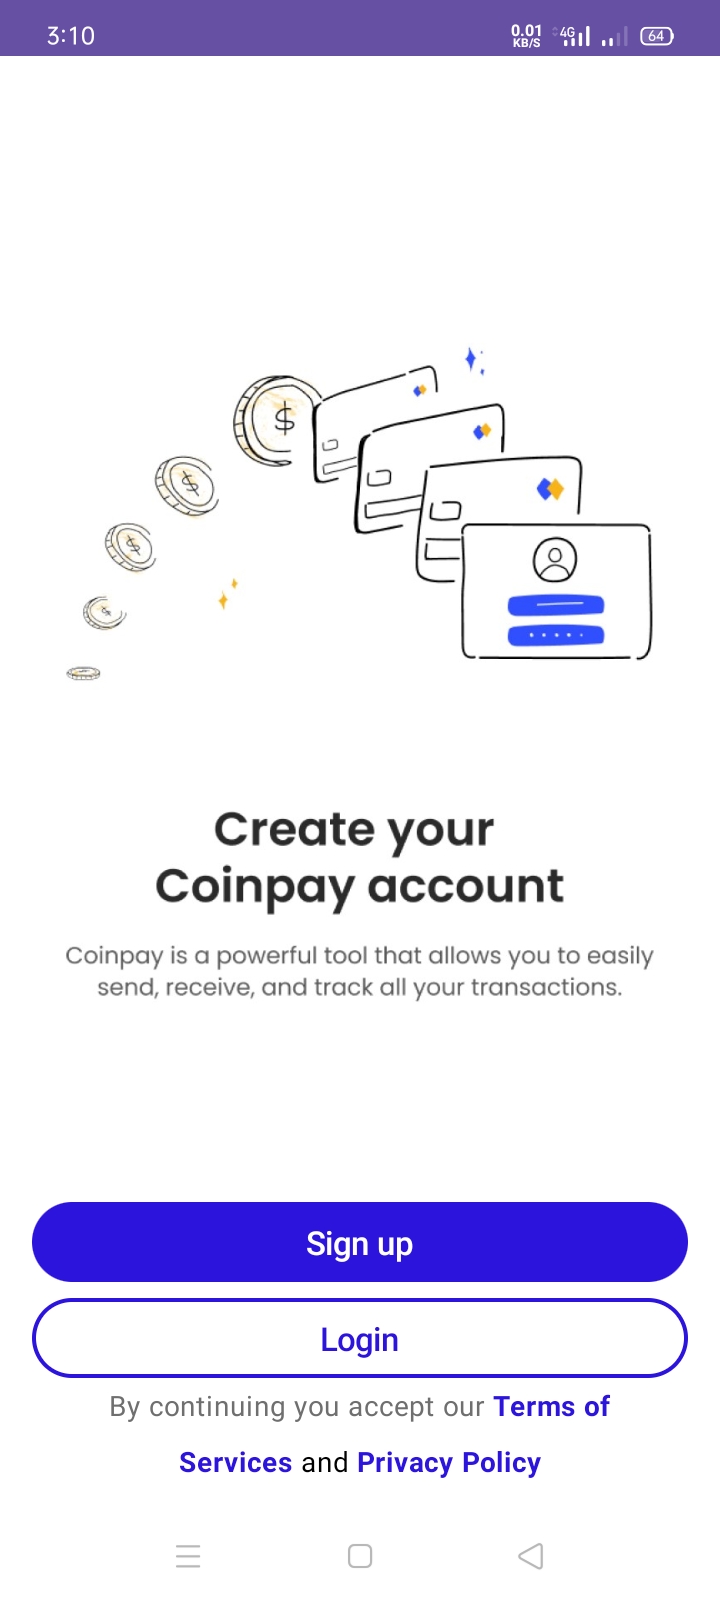 3:10
0.01
KB/S
4G
64
$
$
$
$
Create your
Coinpay account
Coinpay is a powerful tool that allows you to easily
send, receive, and track all your transactions.
Sign up
Login
By continuing you accept our Terms of
Services and Privacy Policy